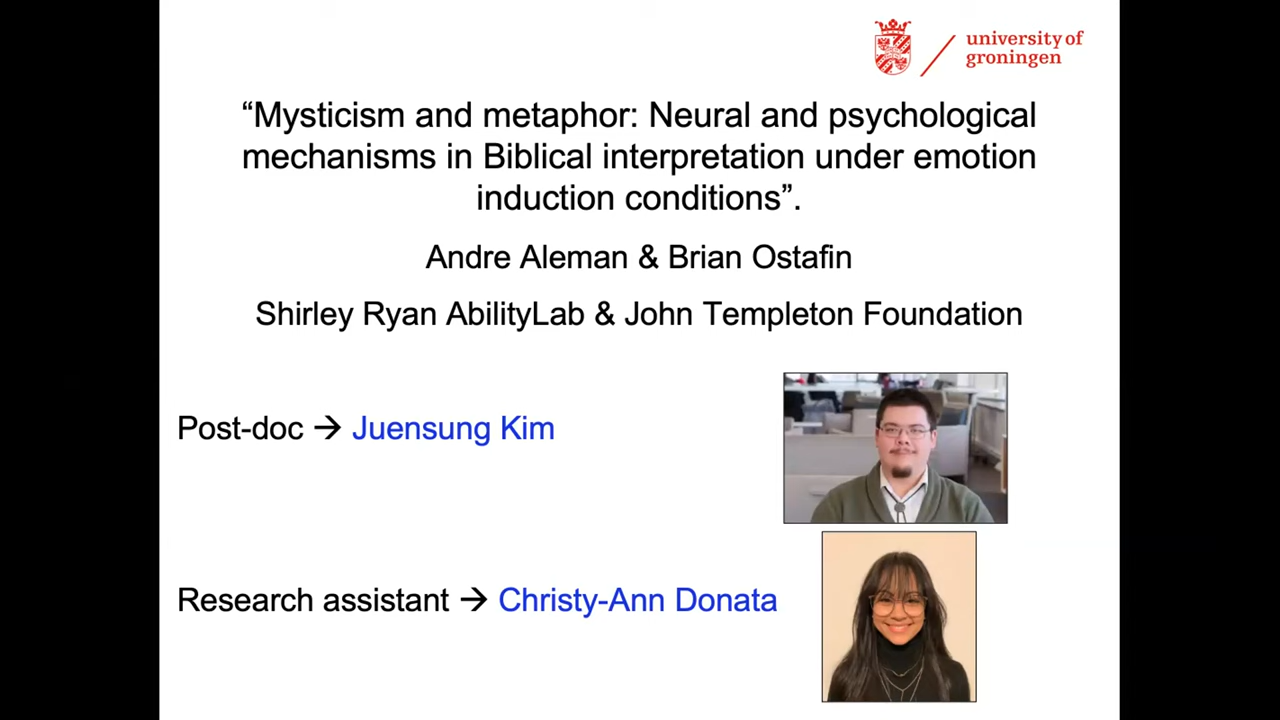 university of
groningen
“Mysticism and metaphor: Neural and psychological
mechanisms in Biblical interpretation under emotion
induction conditions”.
Andre Aleman & Brian Ostafin
Shirley Ryan AbilityLab & John Templeton Foundation
Post-doc → Juensung Kim
Research assistant → Christy-Ann Donata